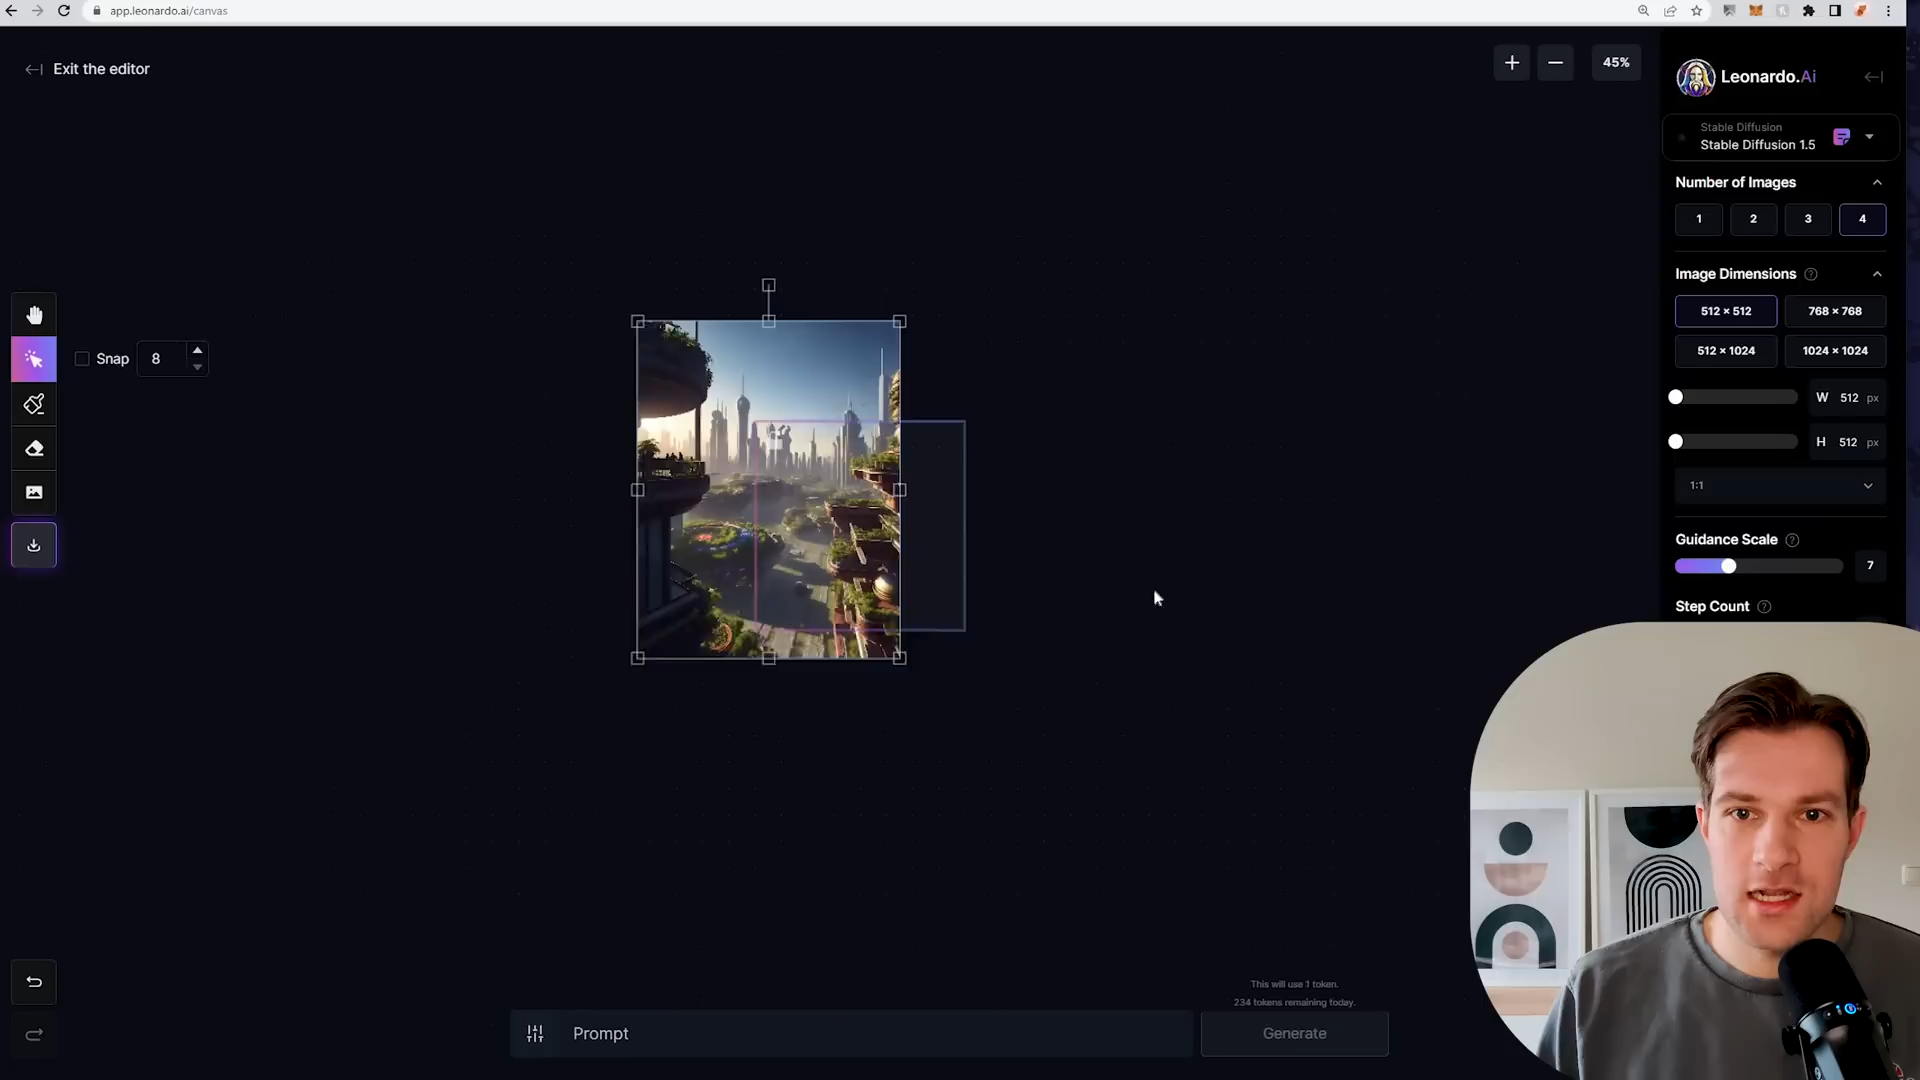 app.leonardo.ai/canvas
Exit the editor
45%
Leonardo.Ai
Stable Diffusion
Stable Diffusion 1.5
Number of Images
1 2 3 4
Image Dimensions ?
512 × 512 768 × 768
512 × 1024 1024 × 1024
W 512 px
H 512 px
1:1
Guidance Scale ?
7
Step Count ?
Snap 8
This will use 1 token.
234 tokens remaining today.
Prompt
Generate